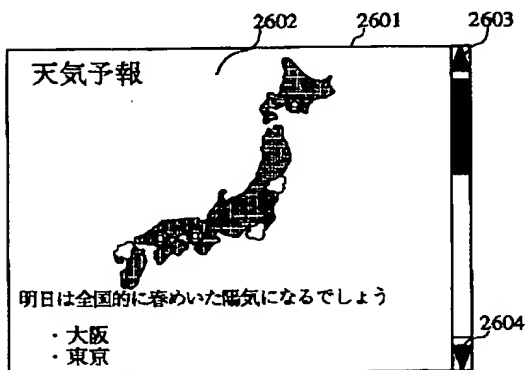 2602 2601 2603
天気予報
明日は全国的に春めいた陽気になるでしょう
・大阪
・東京
2604